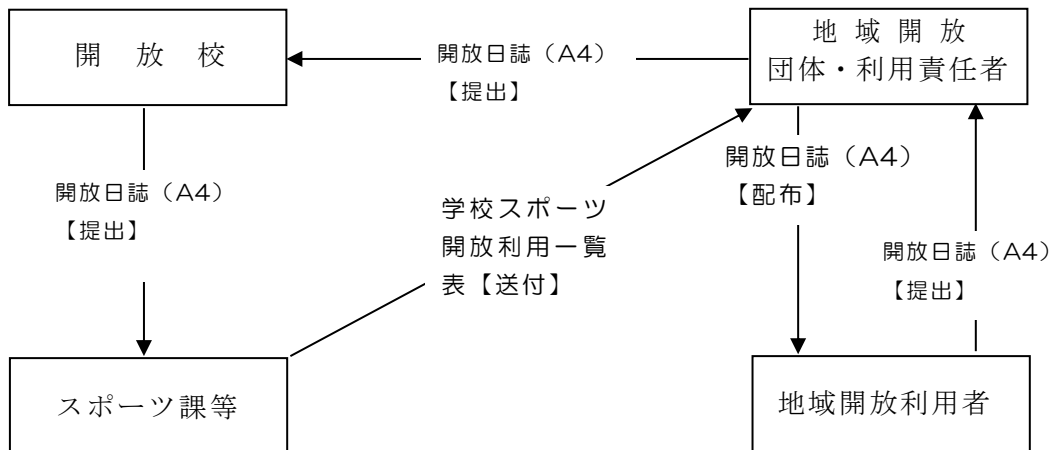 開　放　校
開放日誌（A4）
【提出】
地 域 開 放
団体・利用責任者
開放日誌（A4）
【提出】
学校スポーツ
開放利用一覧
表【送付】
開放日誌（A4）
【配布】
開放日誌（A4）
【提出】
スポーツ課等
地域開放利用者